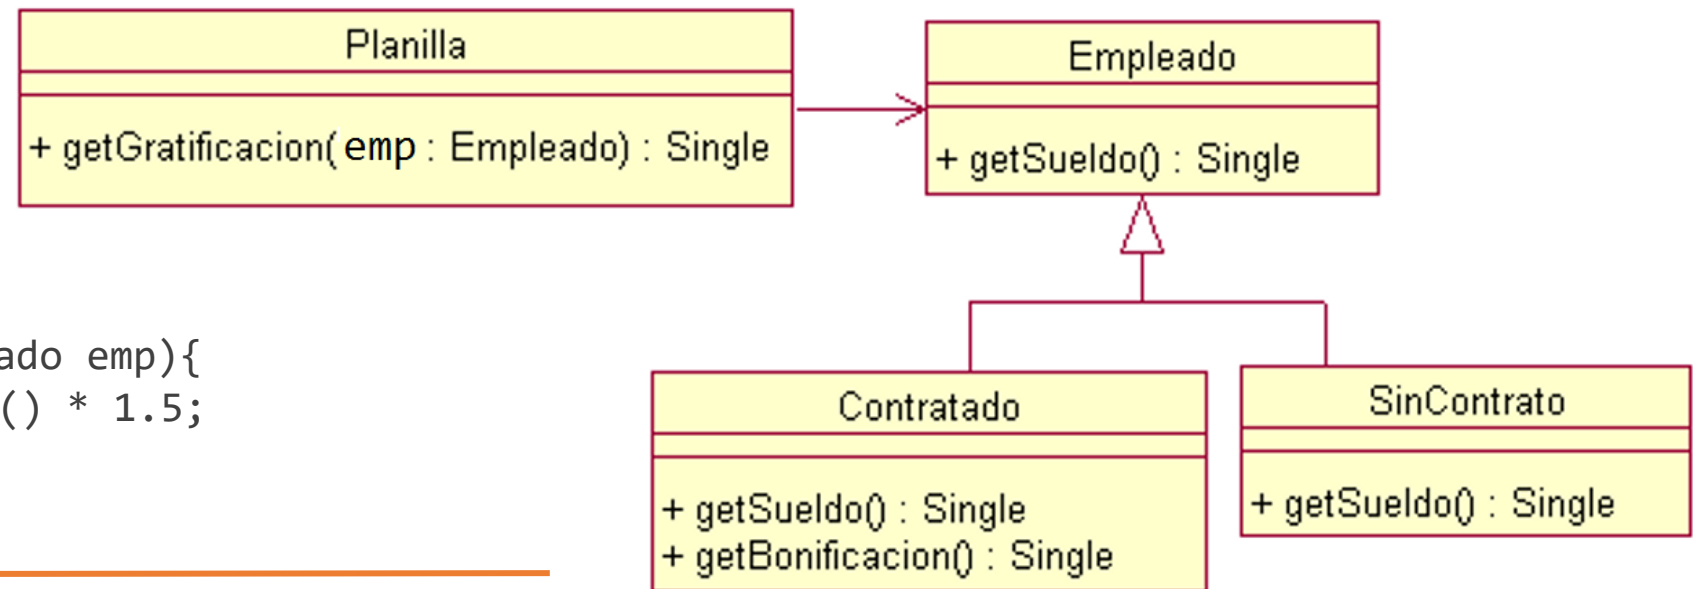 Planilla
+ getGratificacion( emp : Empleado) : Single
Empleado
+ getSueldo() : Single
ado emp){
() * 1.5;
Contratado
+ getSueldo() : Single
+ getBonificacion() : Single
SinContrato
+ getSueldo() : Single